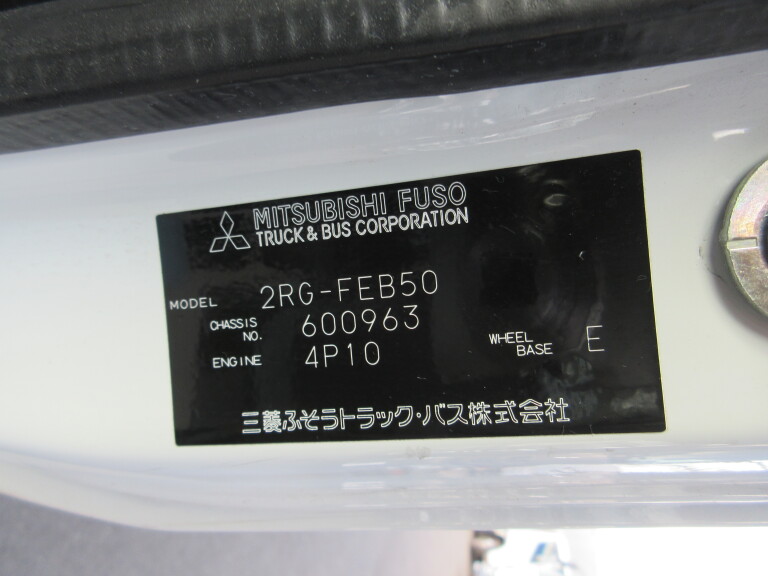 MITSUBISHI FUSO
TRUCK & BUS CORPORATION
MODEL 2RG-FEB50
CHASSIS NO. 600963
ENGINE 4P10
WHEEL BASE E
三菱ふそうトラック・バス株式会社